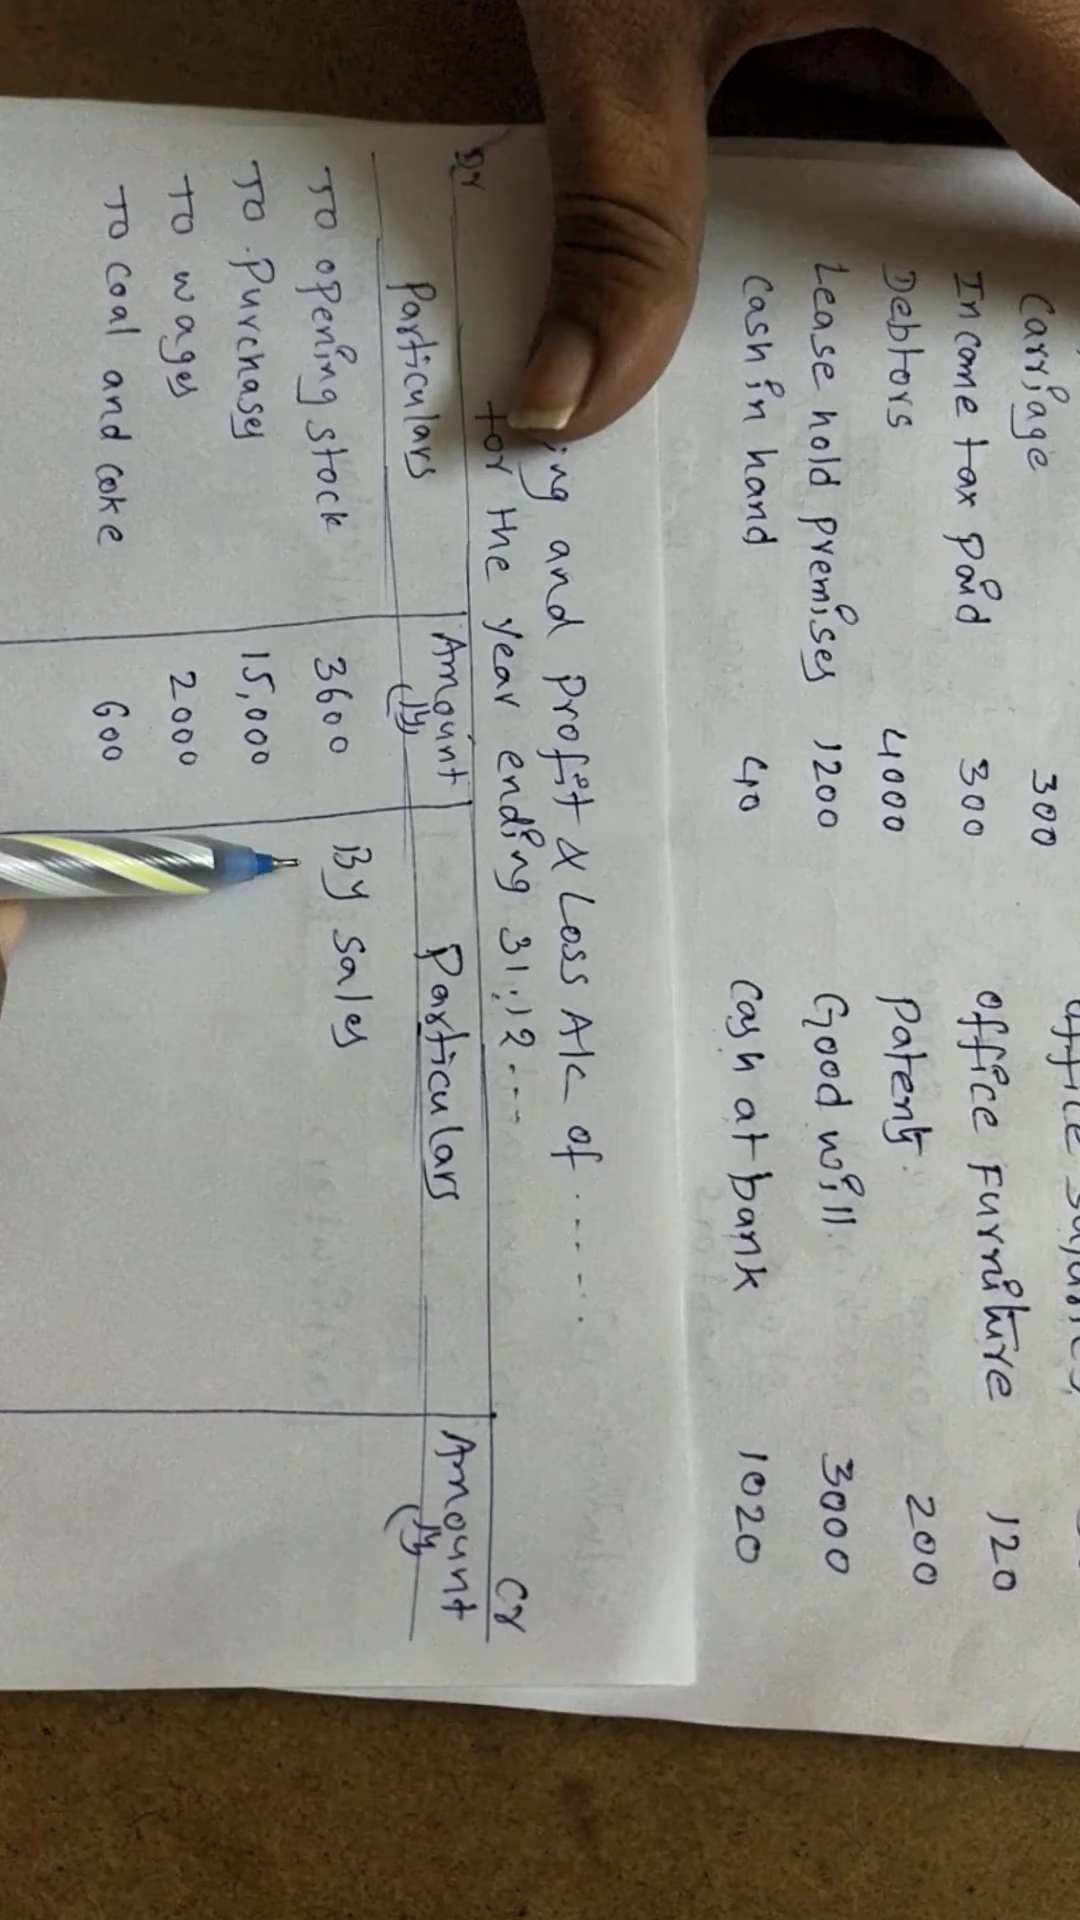 Carriage 300
Income tax paid 300 office Furniture 120
Debtors 4000 Patents 200
Lease hold premises 1200 Good will 3000
Cash in hand 40 Cash at bank 1020
ing and Profit & Loss A/c of ......
for the year ending 31.12...
Dr Cr
Particulars Amount Particulars Amount
To opening stock 3600 By sales
To Purchases 15,000
To wages 2000
To coal and coke 600